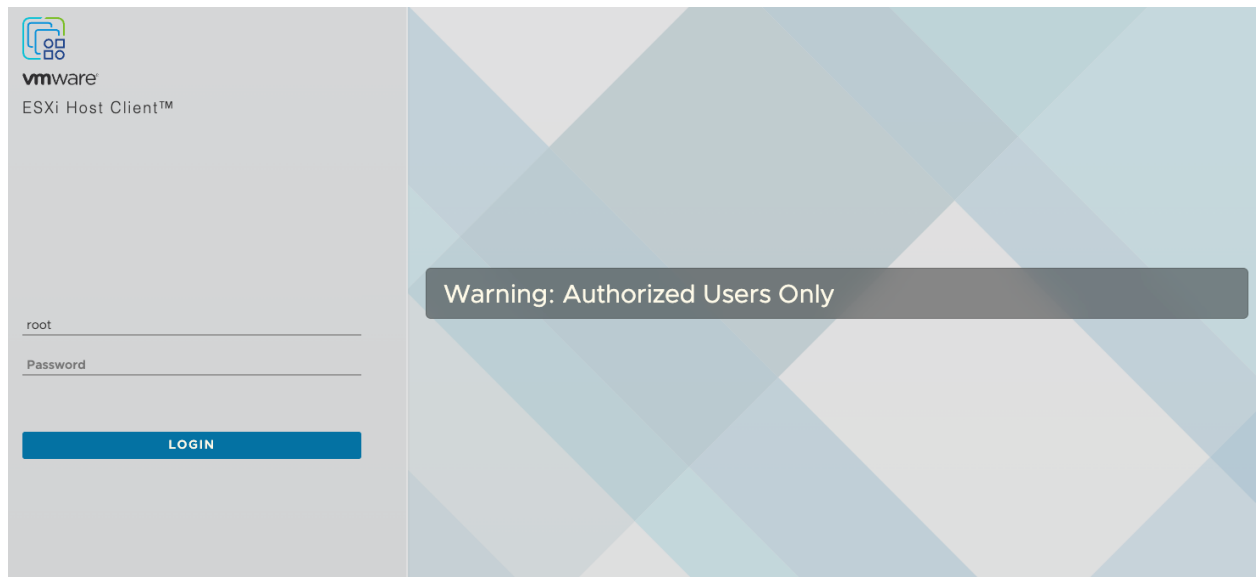 vmware®
ESXi Host Client™
root
Password
LOGIN
Warning: Authorized Users Only